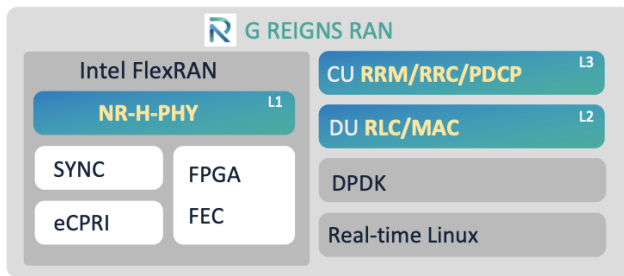 G REIGNS RAN
Intel FlexRAN
NR-H-PHY L1
SYNC
eCPRI
FPGA
FEC
CU RRM/RRC/PDCP L3
DU RLC/MAC L2
DPDK
Real-time Linux